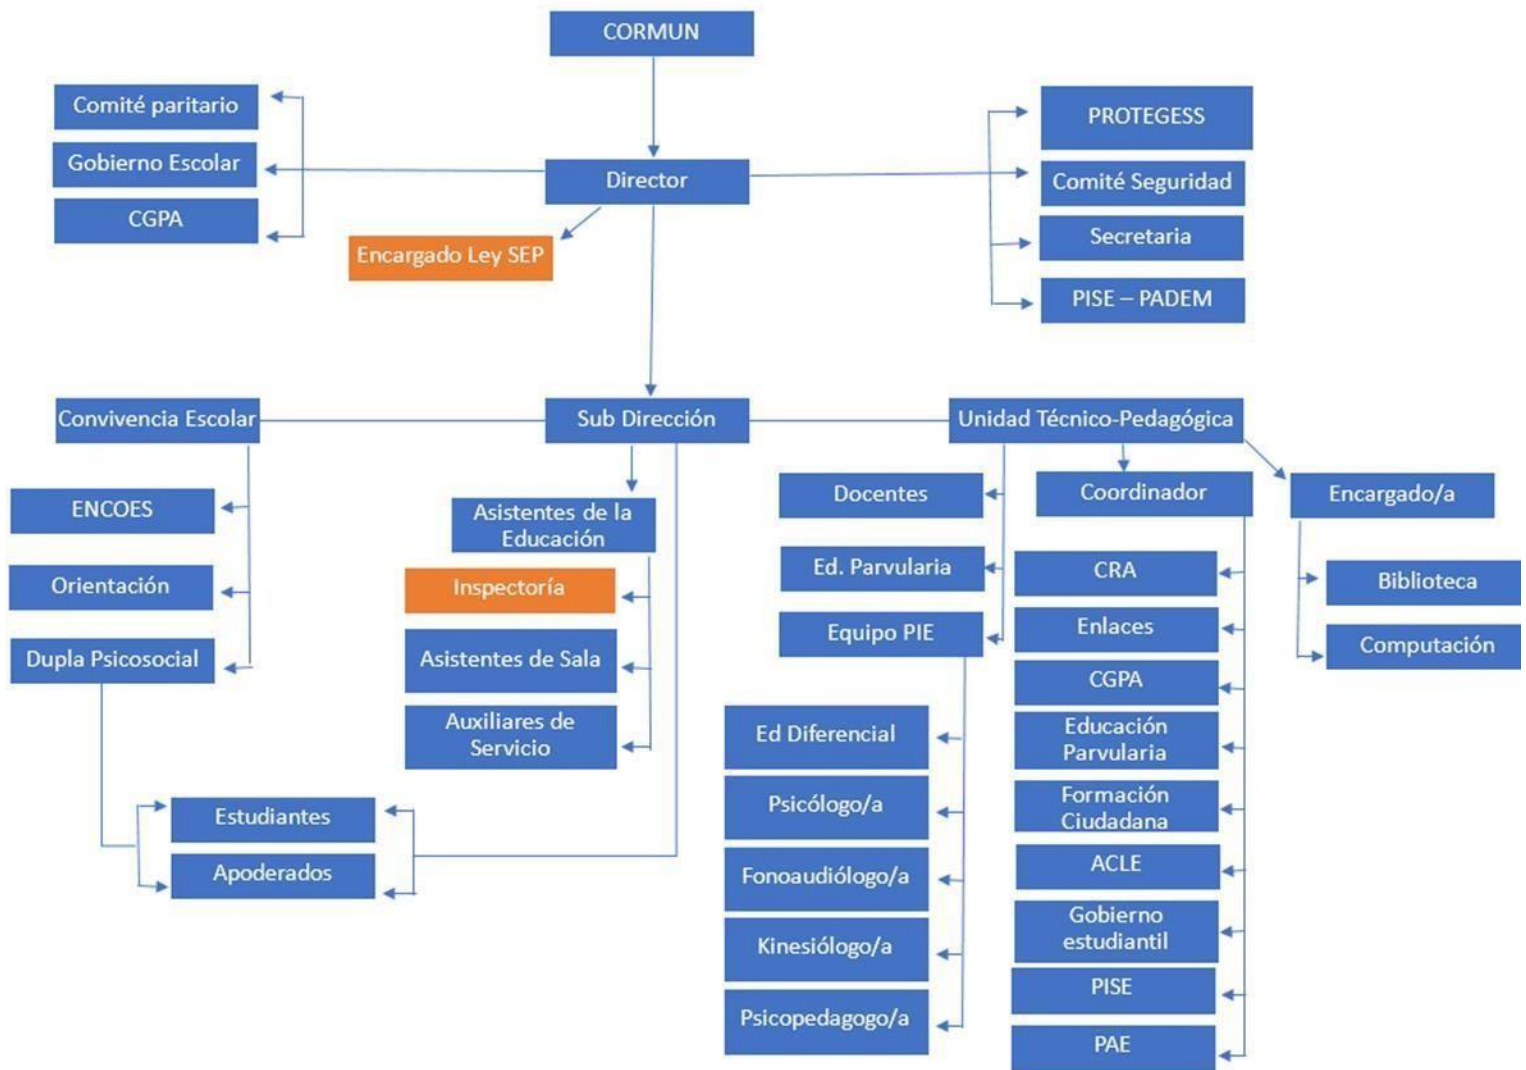 CORMUN
Comité paritario
Gobierno Escolar
CGPA
Director
Encargado Ley SEP
PROTEGESS
Comité Seguridad
Secretaria
PISE – PADEM
Convivencia Escolar
Sub Dirección
Unidad Técnico-Pedagógica
ENCOES
Orientación
Dupla Psicosocial
Asistentes de la
Educación
Inspectoría
Asistentes de Sala
Auxiliares de
Servicio
Estudiantes
Apoderados
Docentes
Ed. Parvularia
Equipo PIE
Ed Diferencial
Psicólogo/a
Fonoaudiólogo/a
Kinesiólogo/a
Psicopedagogo/a
Coordinador
CRA
Enlaces
CGPA
Educación
Parvularia
Formación
Ciudadana
ACLE
Gobierno
estudiantil
PISE
PAE
Encargado/a
Biblioteca
Computación